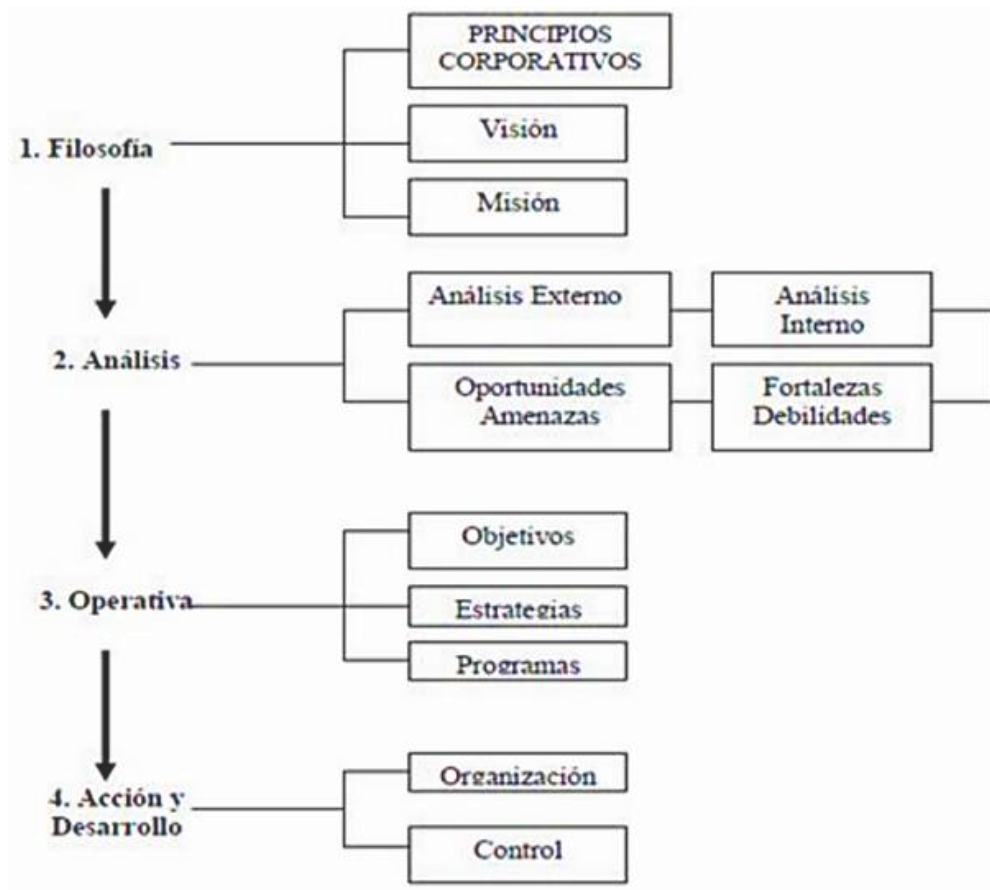 PRINCIPIOS
CORPORATIVOS
Visión
1. Filosofía
Misión
Análisis Externo
Análisis
Interno
2. Análisis
Oportunidades
Amenazas
Fortalezas
Debilidades
Objetivos
3. Operativa
Estrategias
Programas
Organización
4. Acción y
Desarrollo
Control